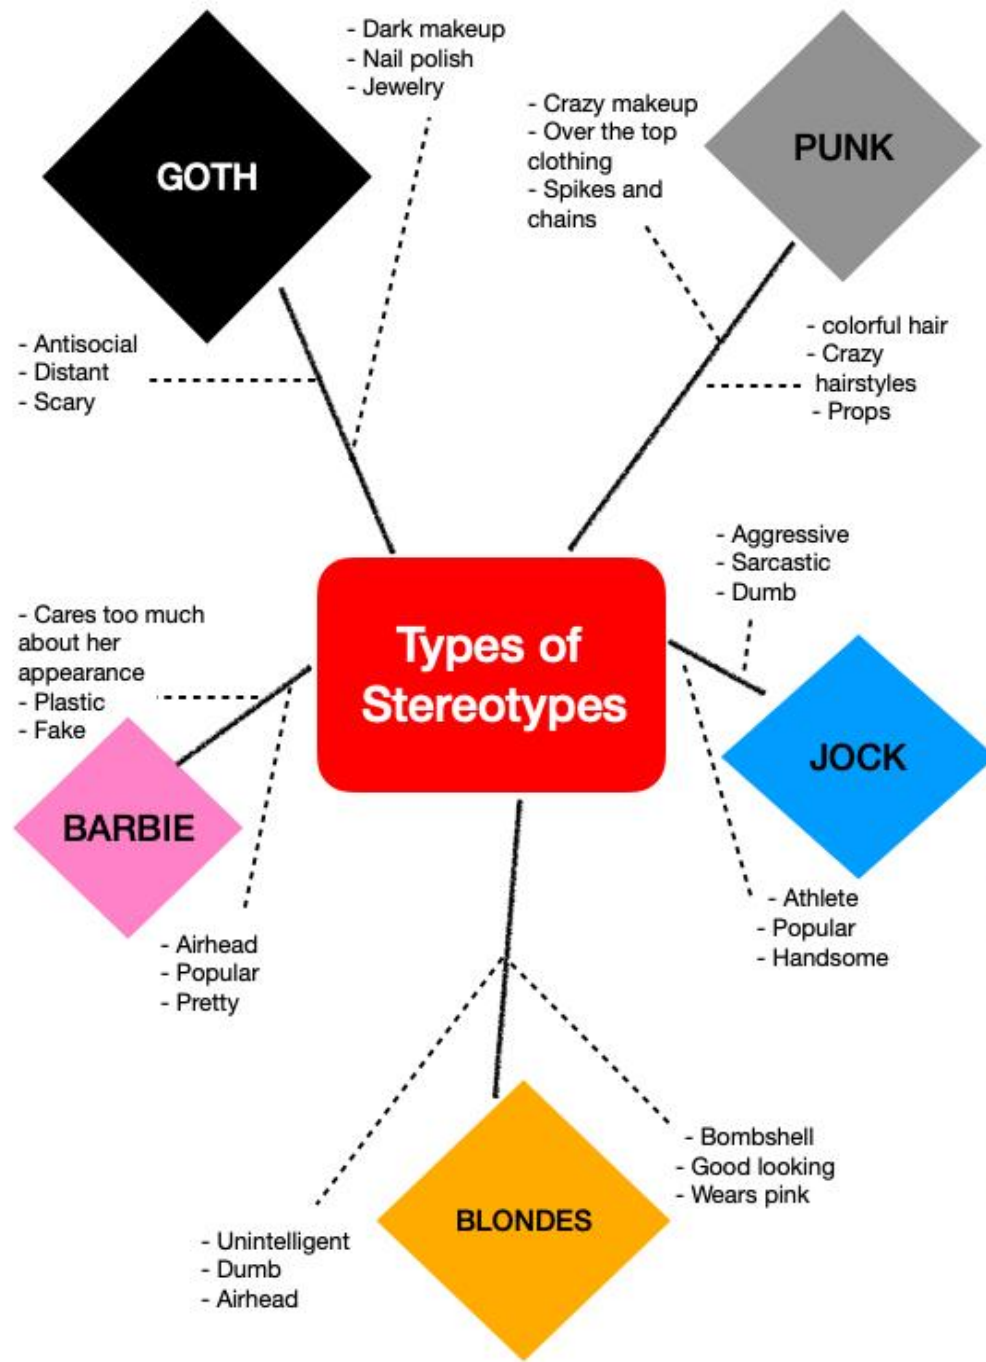 - Dark makeup
- Nail polish
- Jewelry
GOTH
- Antisocial
- Distant
- Scary
- Crazy makeup
- Over the top
clothing
- Spikes and
chains
PUNK
- colorful hair
- Crazy
hairstyles
- Props
Types of
Stereotypes
- Aggressive
- Sarcastic
- Dumb
JOCK
- Athlete
- Popular
- Handsome
- Cares too much
about her
appearance
- Plastic
- Fake
BARBIE
- Airhead
- Popular
- Pretty
BLONDES
- Unintelligent
- Dumb
- Airhead
- Bombshell
- Good looking
- Wears pink